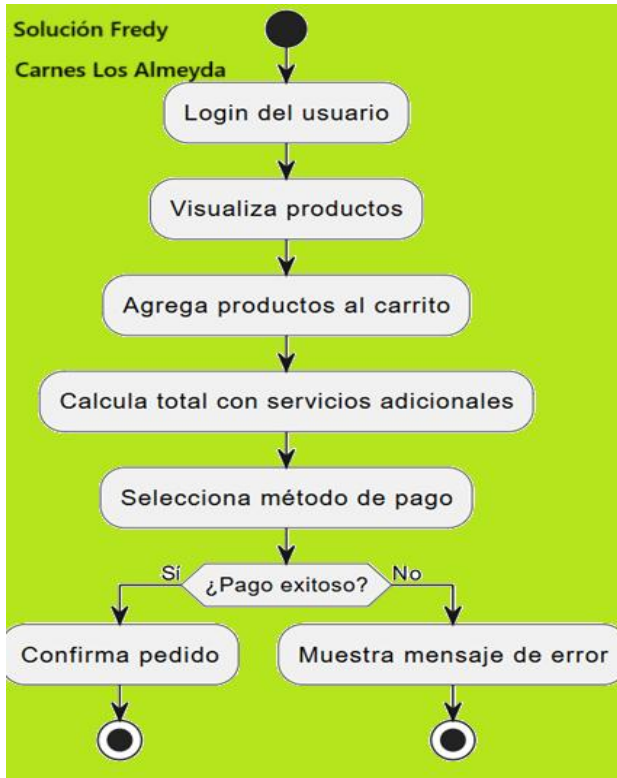 Solución Fredy
Carnes Los Almeyda
Login del usuario
Visualiza productos
Agrega productos al carrito
Calcula total con servicios adicionales
Selecciona método de pago
Sí
¿Pago exitoso?
No
Confirma pedido
Muestra mensaje de error